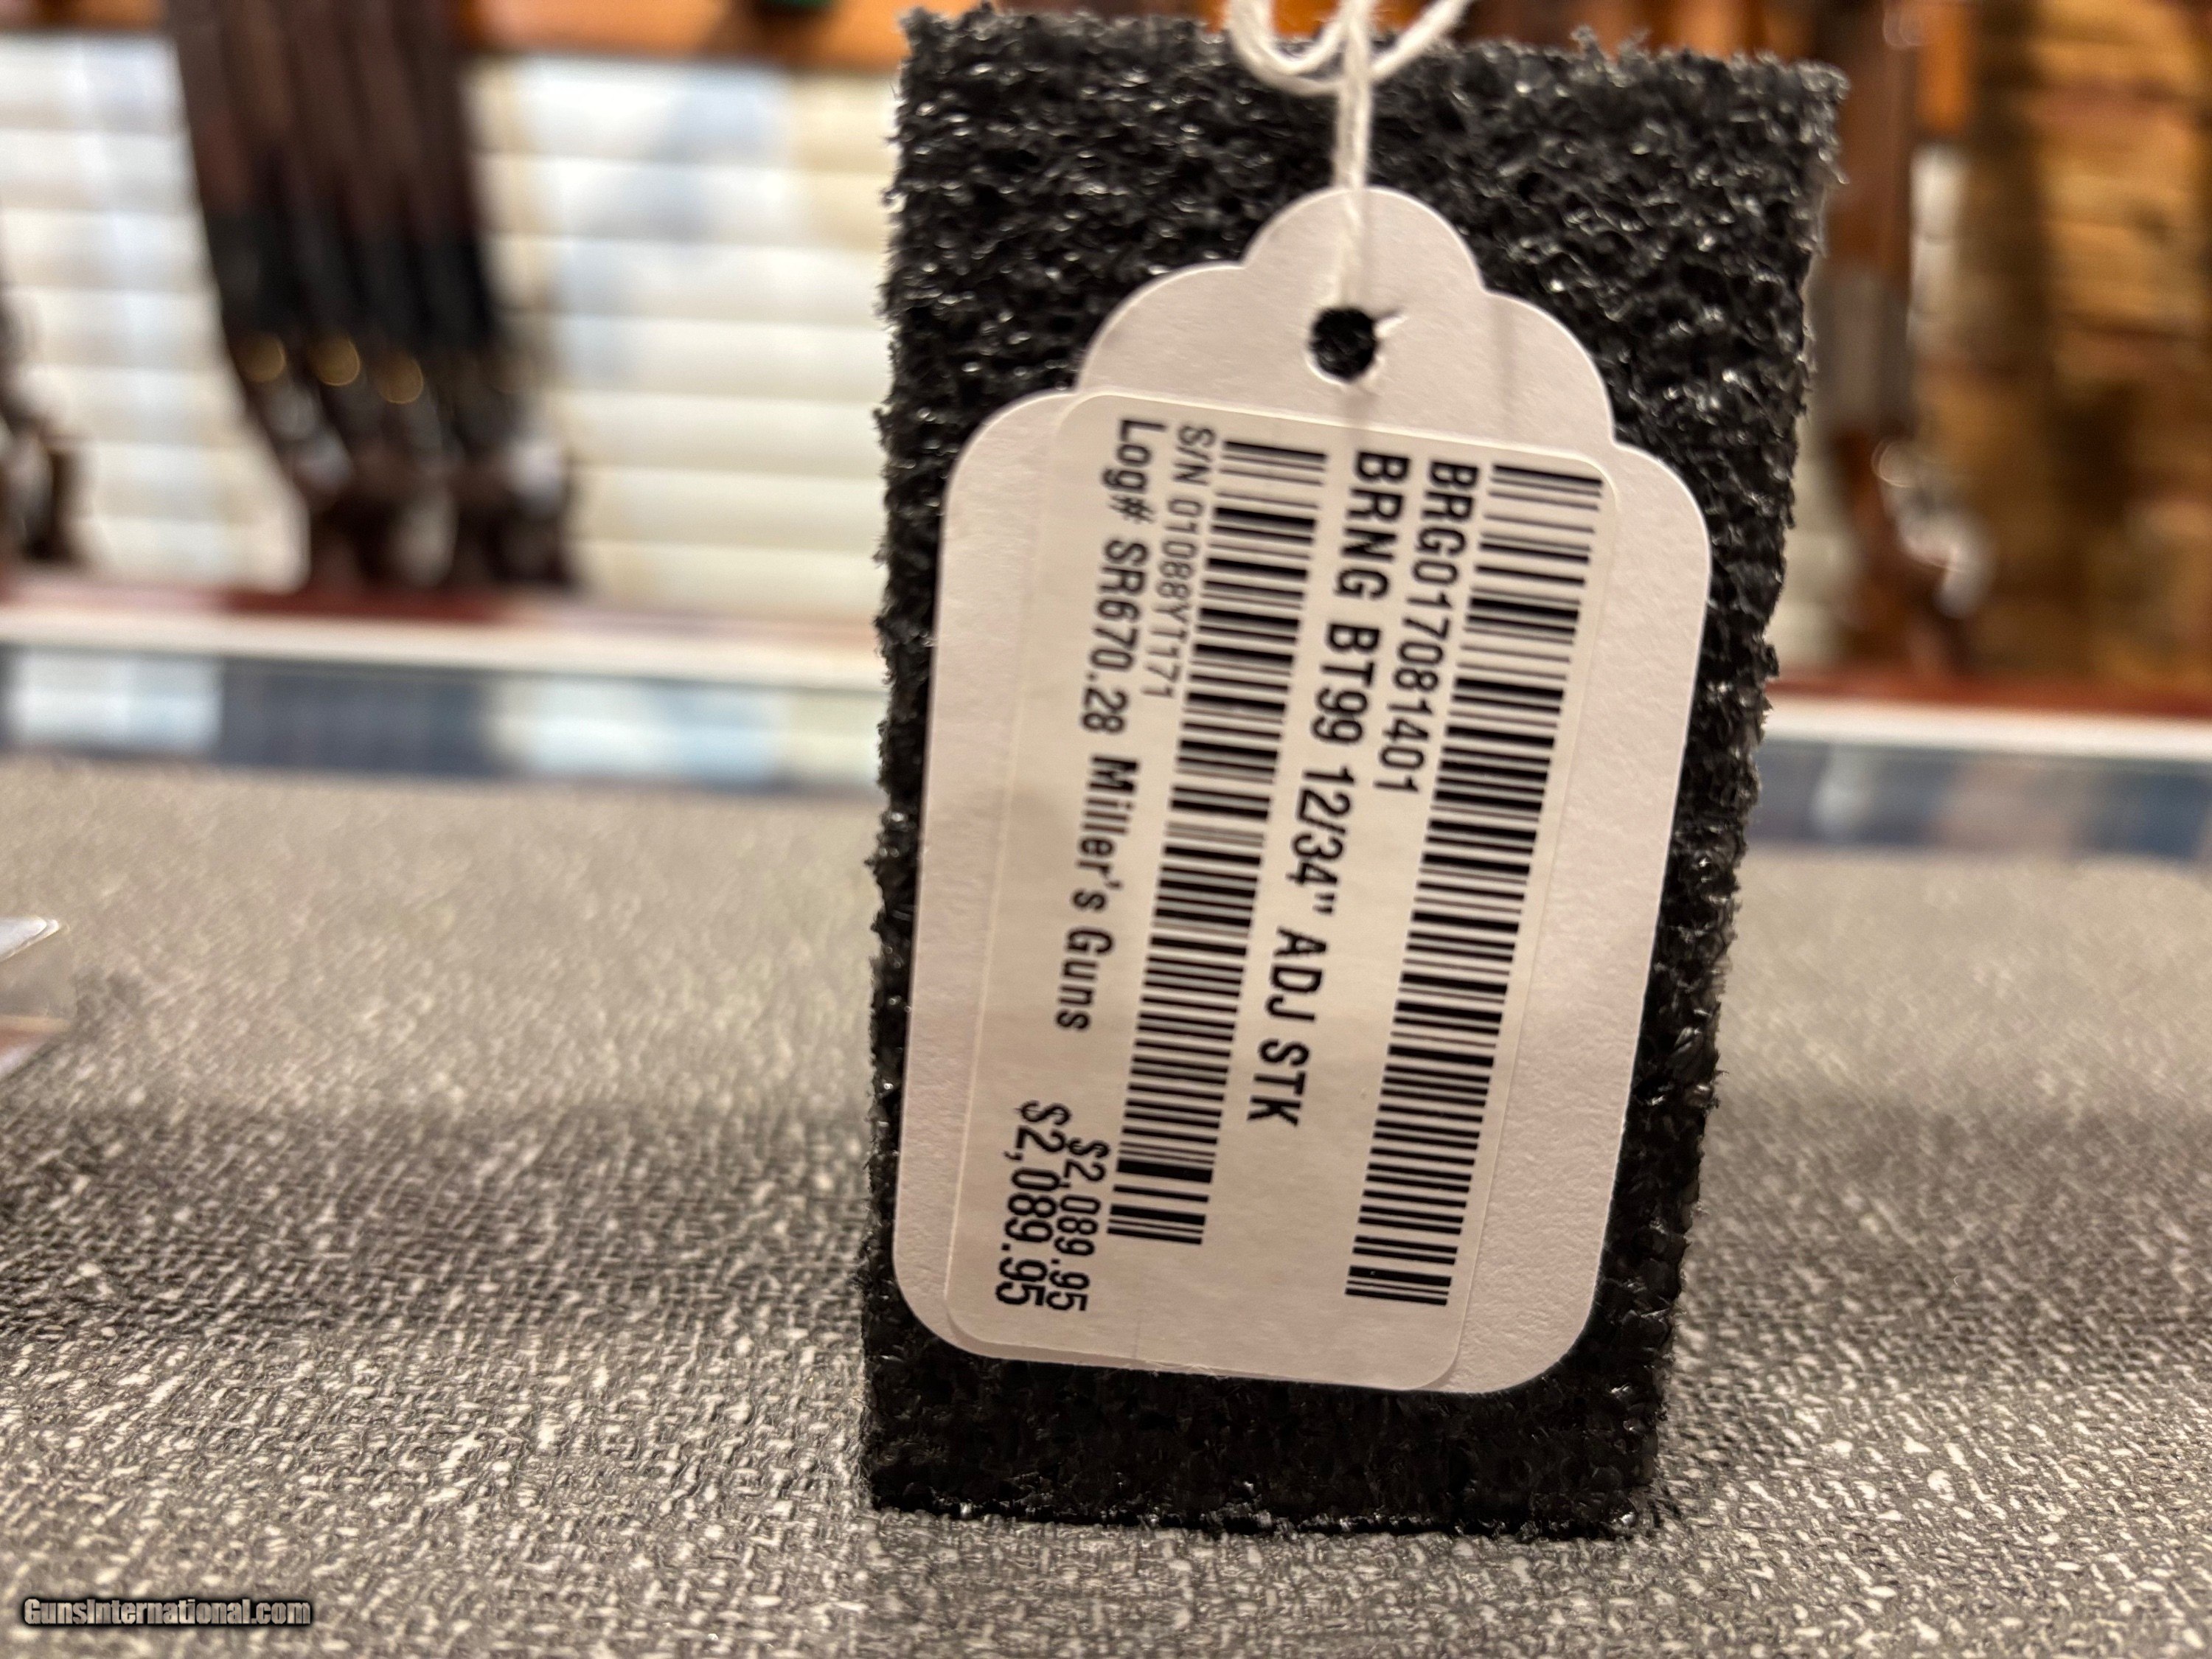 BRG017081401
BRNG BT99 12/34" ADJ STK
S/N 01088YT171
$2,089.95
Log# SR670.28 Miller's Guns
$2,089.95
GunsInternational.com